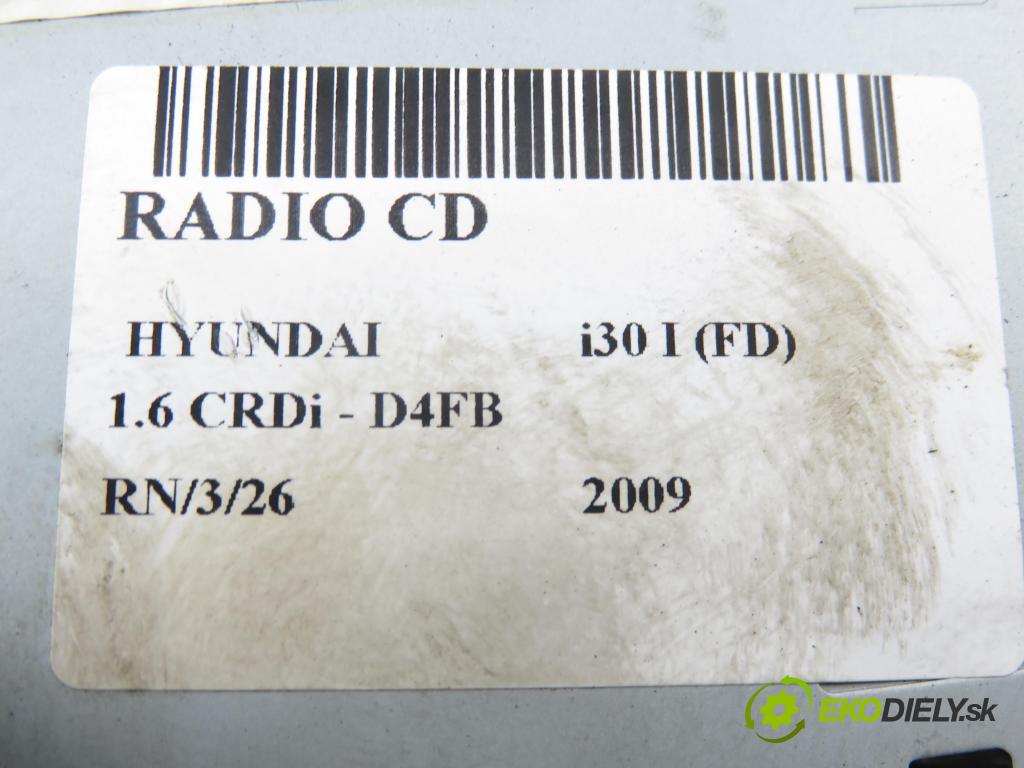 RADIO CD
HYUNDAI i30 I (FD)
1.6 CRDi - D4FB
RN/3/26 2009
EKODIELY.sk